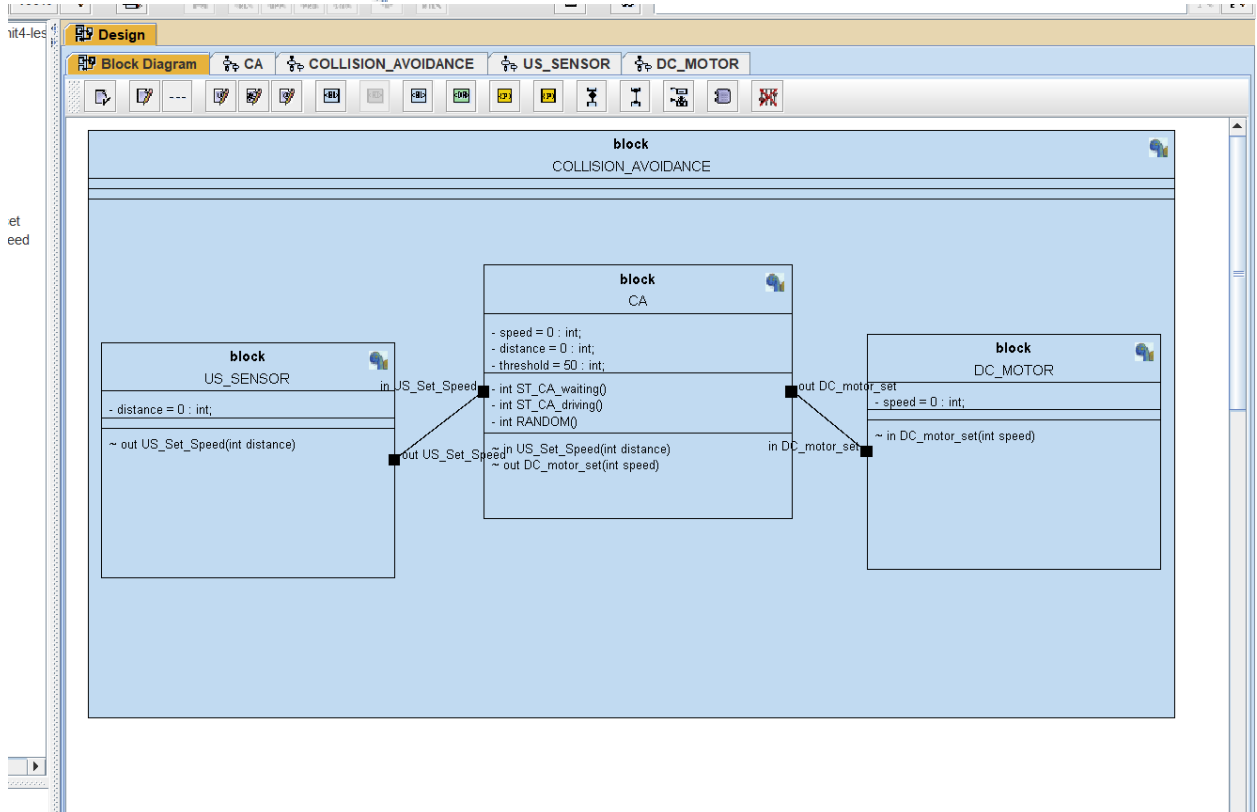 Design
Block Diagram
CA
COLLISION_AVOIDANCE
US_SENSOR
DC_MOTOR
block
COLLISION_AVOIDANCE
block
CA
- speed = 0 : int;
- distance = 0 : int;
- threshold = 50 : int;
- int ST_CA_waiting()
- int ST_CA_driving()
- int RANDOM()
~ in US_Set_Speed(int distance)
~ out DC_motor_set(int speed)
block
US_SENSOR
- distance = 0 : int;
~ out US_Set_Speed(int distance)
in US_Set_Speed
out US_Set_Speed
block
DC_MOTOR
- speed = 0 : int;
~ in DC_motor_set(int speed)
out DC_motor_set
in DC_motor_set